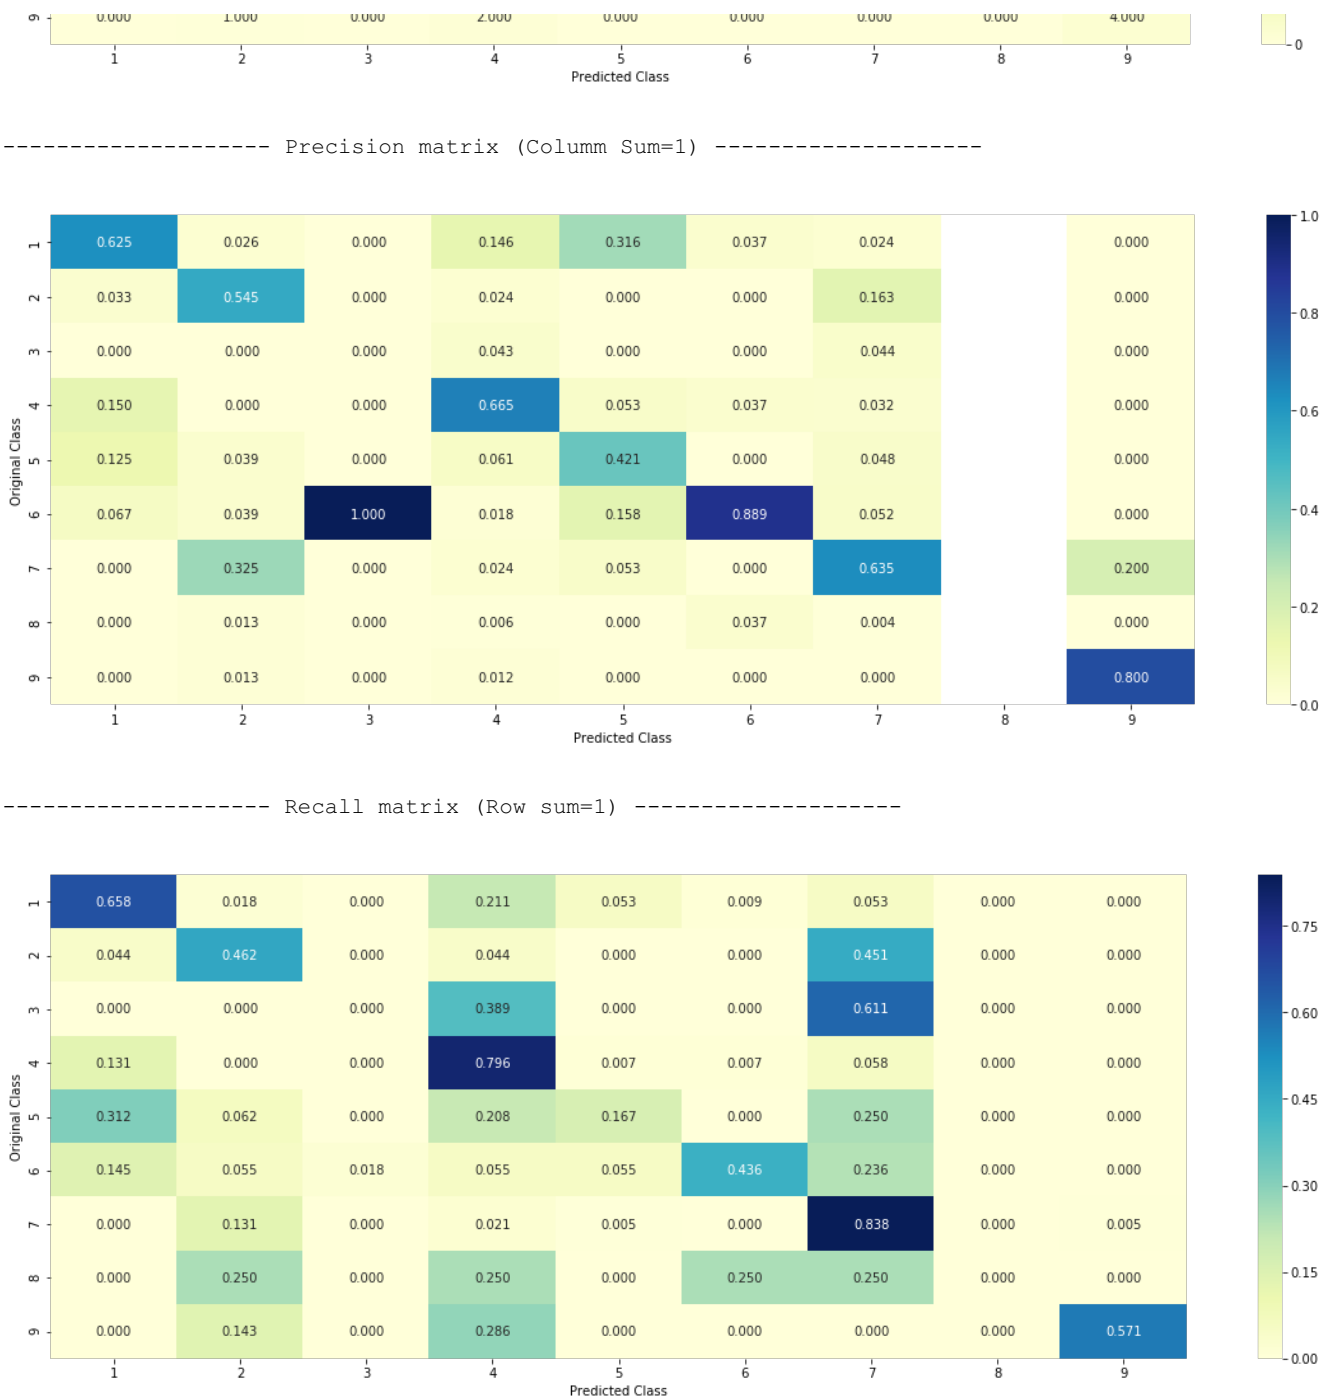 9 0.000 1.000 0.000 2.000 0.000 0.000 0.000 0.000 4.000 0
1 2 3 4 5 6 7 8 9
Predicted Class
-------------------- Precision matrix (Columm Sum=1) --------------------
1 0.625 0.026 0.000 0.146 0.316 0.037 0.024 0.000 1.0
2 0.033 0.545 0.000 0.024 0.000 0.000 0.163 0.000 0.8
3 0.000 0.000 0.000 0.043 0.000 0.000 0.044 0.000
4 0.150 0.000 0.000 0.665 0.053 0.037 0.032 0.000 0.6
Original Class
5 0.125 0.039 0.000 0.061 0.421 0.000 0.048 0.000
6 0.067 0.039 1.000 0.018 0.158 0.889 0.052 0.000 0.4
7 0.000 0.325 0.000 0.024 0.053 0.000 0.635 0.200
8 0.000 0.013 0.000 0.006 0.000 0.037 0.004 0.000 0.2
9 0.000 0.013 0.000 0.012 0.000 0.000 0.000 0.800 0.0
1 2 3 4 5 6 7 8 9
Predicted Class
-------------------- Recall matrix (Row sum=1) --------------------
1 0.658 0.018 0.000 0.211 0.053 0.009 0.053 0.000 0.000
2 0.044 0.462 0.000 0.044 0.000 0.000 0.451 0.000 0.000 0.75
3 0.000 0.000 0.000 0.389 0.000 0.000 0.611 0.000 0.000 0.60
4 0.131 0.000 0.000 0.796 0.007 0.007 0.058 0.000 0.000
Original Class
5 0.312 0.062 0.000 0.208 0.167 0.000 0.250 0.000 0.000 0.45
6 0.145 0.055 0.018 0.055 0.055 0.436 0.236 0.000 0.000 0.30
7 0.000 0.131 0.000 0.021 0.005 0.000 0.838 0.000 0.005
8 0.000 0.250 0.000 0.250 0.000 0.250 0.250 0.000 0.000 0.15
9 0.000 0.143 0.000 0.286 0.000 0.000 0.000 0.000 0.571 0.00
1 2 3 4 5 6 7 8 9
Predicted Class